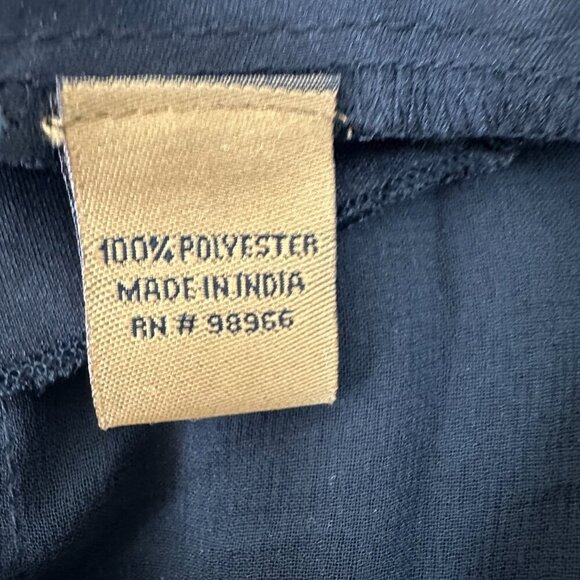 100% POLYESTER
MADE IN INDIA
RN # 98966